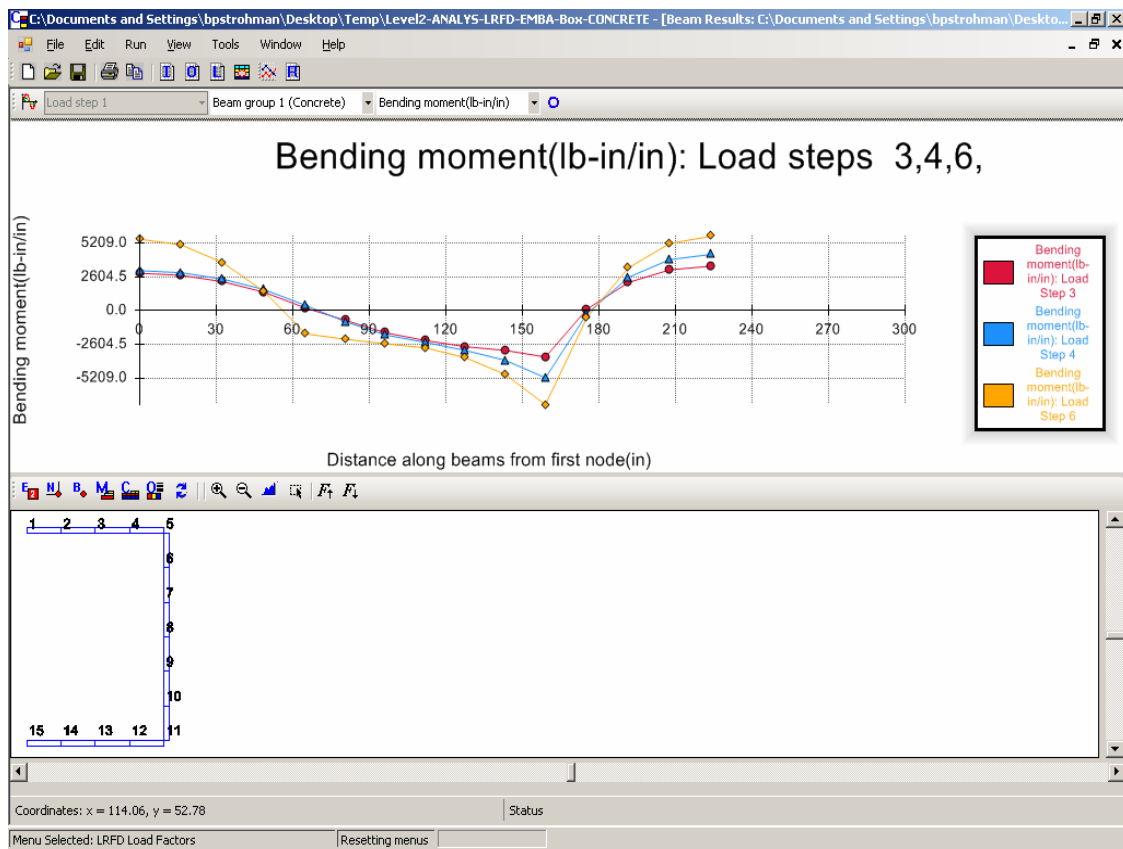 C:\Documents and Settings\bpstrohman\Desktop\Temp\Level2-ANALYS-LRFD-EMBA-Box-CONCRETE - [Beam Results: C:\Documents and Settings\bpstrohman\Deskto...
File Edit Run View Tools Window Help
Load step 1 Beam group 1 (Concrete) Bending moment(lb-in/in)
Bending moment(lb-in/in): Load steps 3,4,6,
Bending moment(lb-in/in)
5209.0
2604.5
0.0
-2604.5
-5209.0
0 30 60 90 120 150 180 210 240 270 300
Distance along beams from first node(in)
Bending
moment(lb-
in/in): Load
Step 3
Bending
moment(lb-
in/in): Load
Step 4
Bending
moment(lb-
in/in): Load
Step 6
1 2 3 4 5
6
7
8
9
10
15 14 13 12 11
Coordinates: x = 114.06, y = 52.78 Status
Menu Selected: LRFD Load Factors Resetting menus